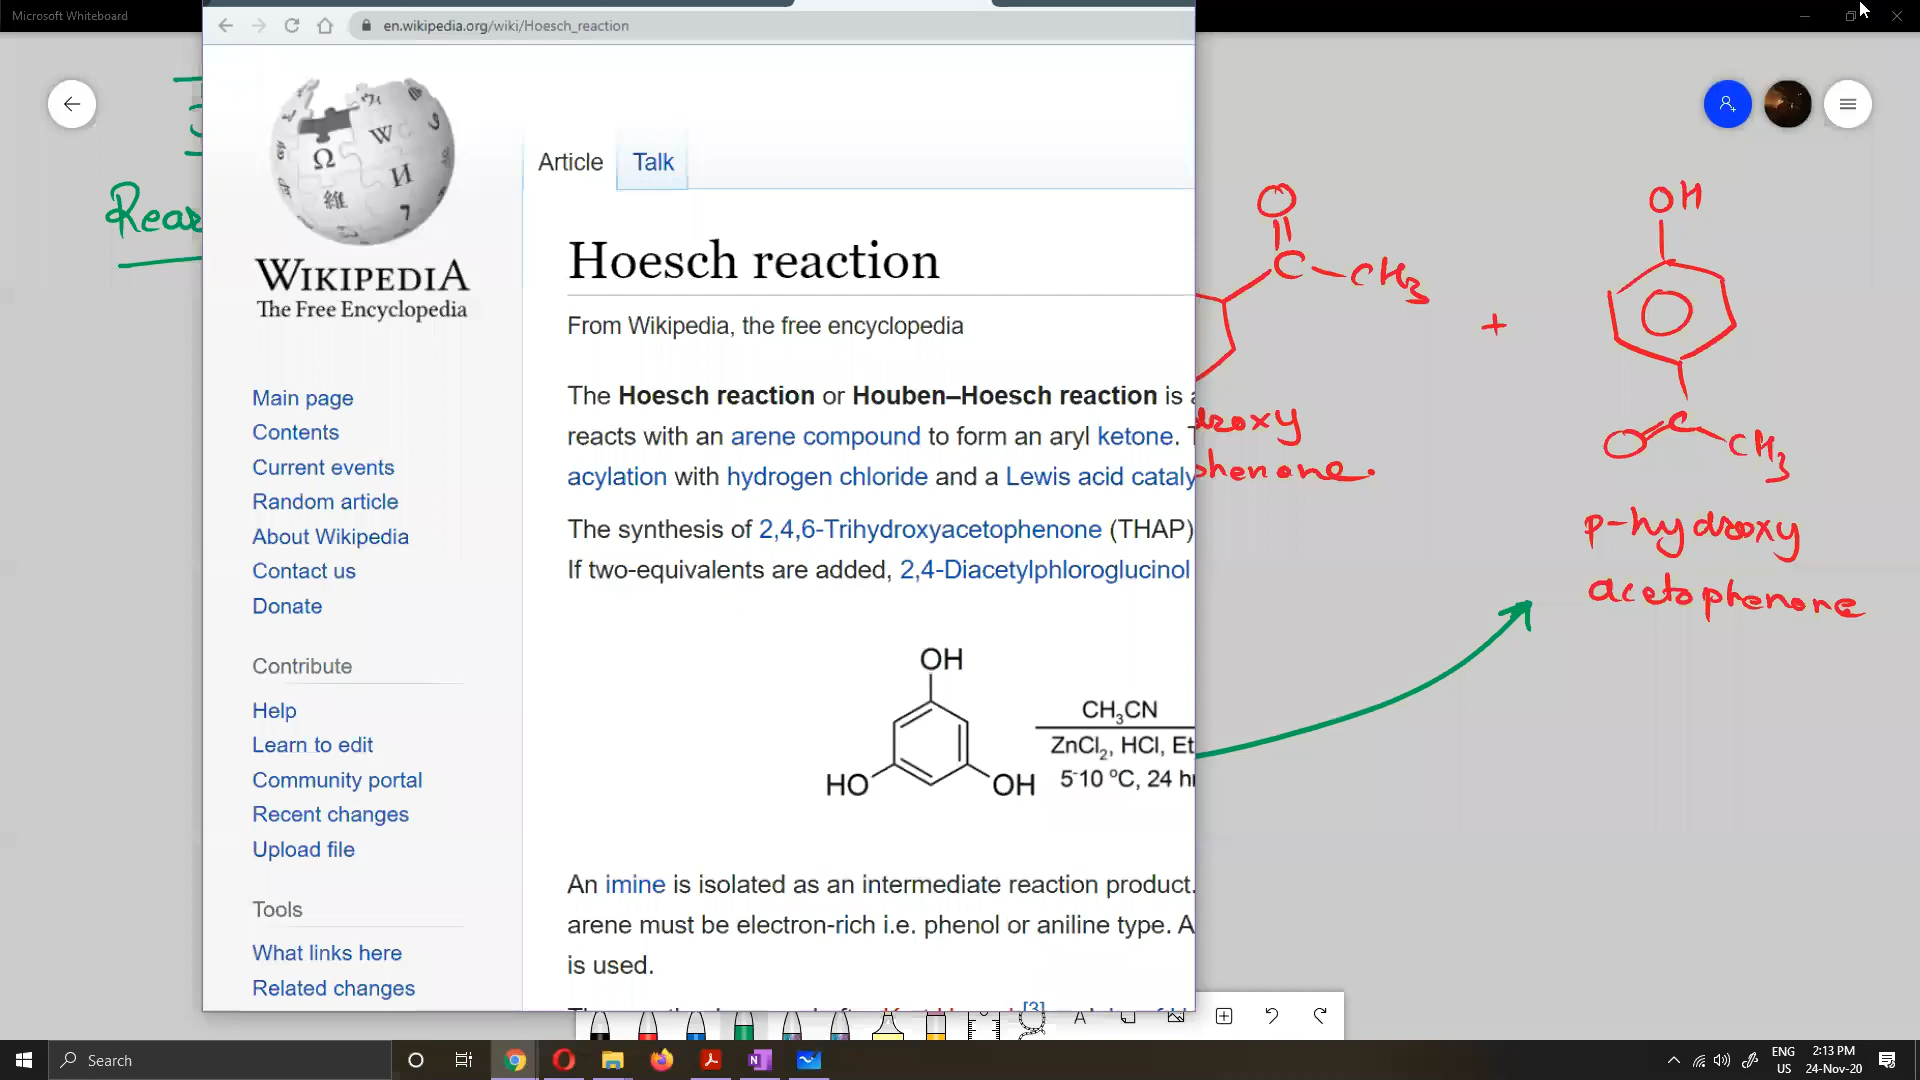 Microsoft Whiteboard
en.wikipedia.org/wiki/Hoesch_reaction
WIKIPEDIA
The Free Encyclopedia
Article Talk
Hoesch reaction
From Wikipedia, the free encyclopedia
The Hoesch reaction or Houben–Hoesch reaction is
reacts with an arene compound to form an aryl ketone.
acylation with hydrogen chloride and a Lewis acid cataly
The synthesis of 2,4,6-Trihydroxyacetophenone (THAP)
If two-equivalents are added, 2,4-Diacetylphloroglucinol
OH
HO
OH
CH3CN
ZnCl2, HCl, Et
5-10 ºC, 24 hr
An imine is isolated as an intermediate reaction product.
arene must be electron-rich i.e. phenol or aniline type. A
is used.
[3]
Main page
Contents
Current events
Random article
About Wikipedia
Contact us
Donate
Contribute
Help
Learn to edit
Community portal
Recent changes
Upload file
Tools
What links here
Related changes
Rear
O
C
CH3
droxy
phenone.
+
OH
C
O
CH3
p-hydroxy
acetophenone
Search
ENG
US
2:13 PM
24-Nov-20